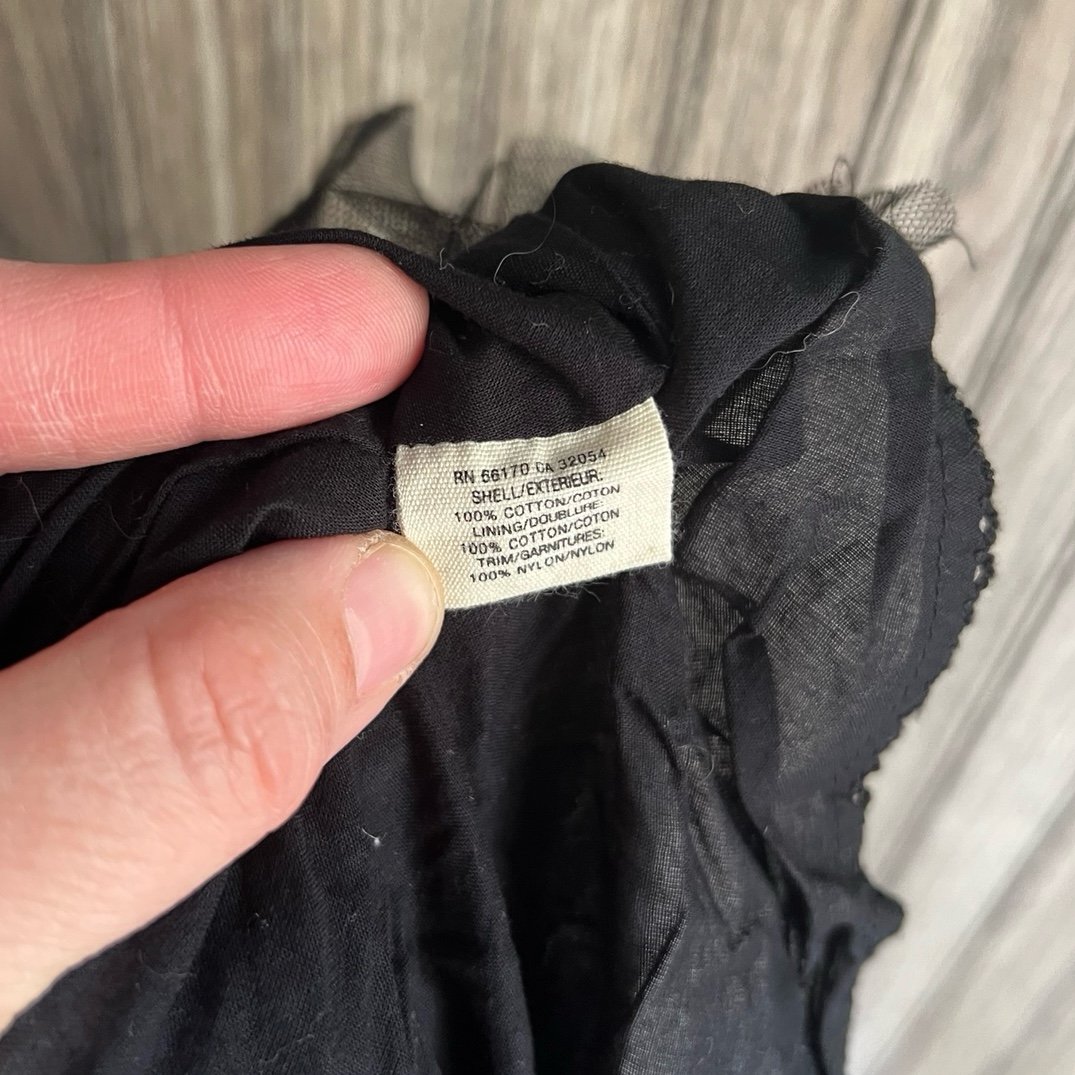 RN 66170 CA 32054
SHELL/EXTERIEUR:
100% COTTON/COTON
LINING/DOUBLURE:
100% COTTON/COTON
TRIM/GARNITURES:
100% NYLON/NYLON